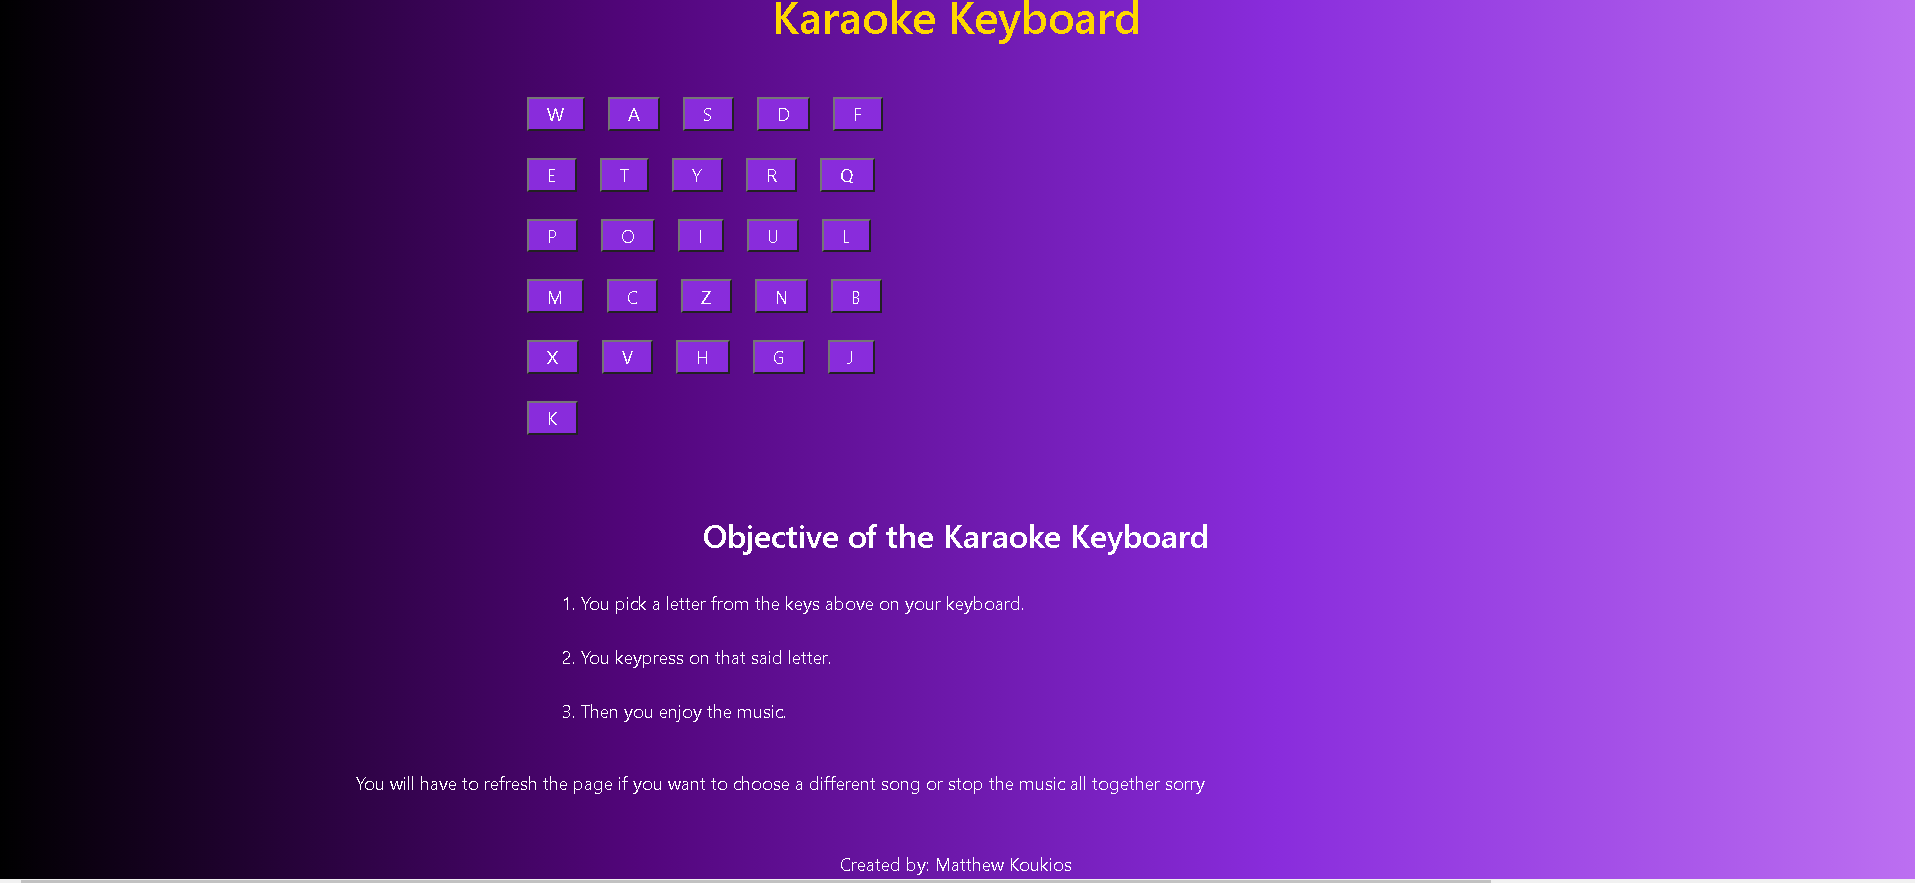 Karaoke Keyboard
W A S D F
E T Y R Q
P O I U L
M C Z N B
X V H G J
K
Objective of the Karaoke Keyboard
1. You pick a letter from the keys above on your keyboard.
2. You keypress on that said letter.
3. Then you enjoy the music.
You will have to refresh the page if you want to choose a different song or stop the music all together sorry
Created by: Matthew Koukios